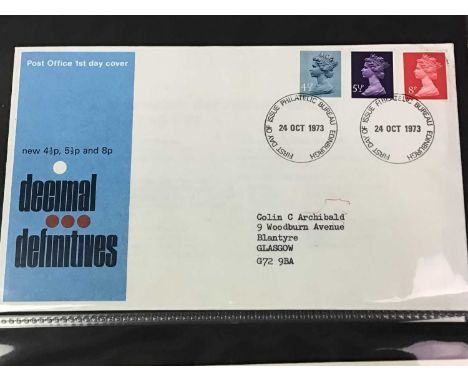 Post Office 1st day cover
new 4½p, 5½p and 8p
decimal
definitives
4½P
5½P
8P
FIRST DAY OF ISSUE PHILATELIC BUREAU EDINBURGH
24 OCT 1973
FIRST DAY OF ISSUE PHILATELIC BUREAU EDINBURGH
24 OCT 1973
Colin C Archibald
9 Woodburn Avenue
Blantyre
GLASGOW
G72 9BA